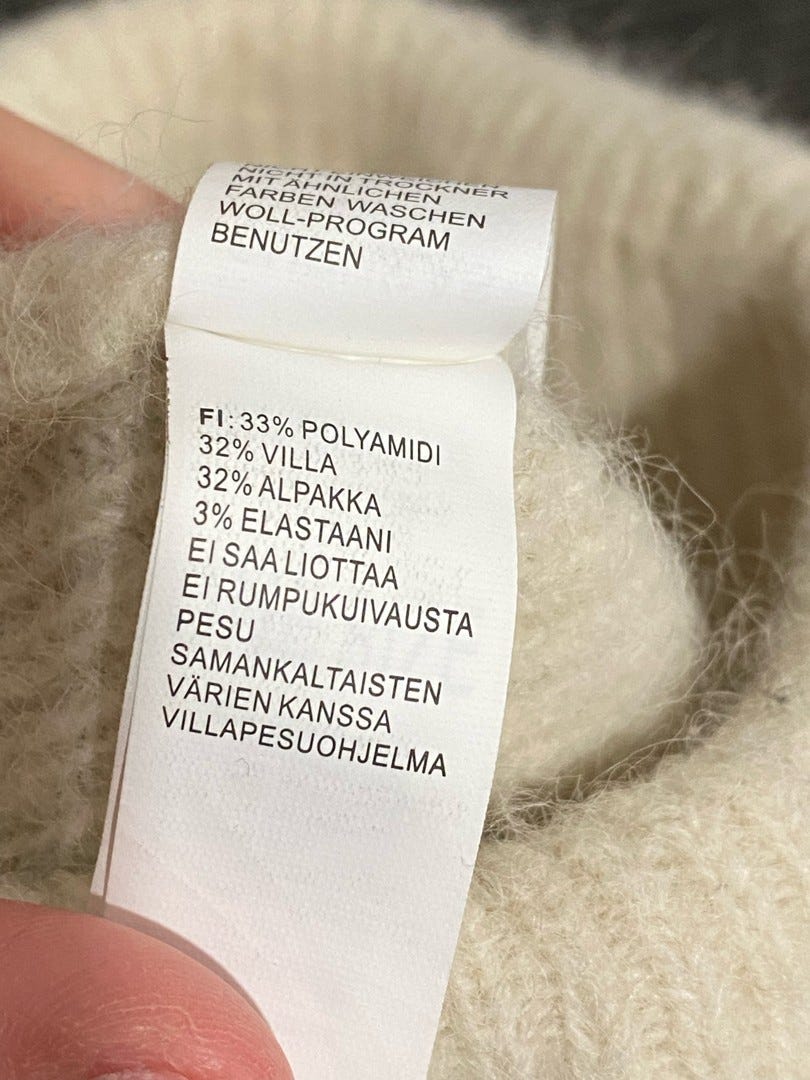 NICHT IN TROCKNER
MIT ÄHNLICHEN
FARBEN WASCHEN
WOLL-PROGRAM
BENUTZEN
FI: 33% POLYAMIDI
32% VILLA
32% ALPAKKA
3% ELASTAANI
EI SAA LIOTTAA
EI RUMPUKUIVAUSTA
PESU
SAMANKALTAISTEN
VÄRIEN KANSSA
VILLAPESUOHJELMA